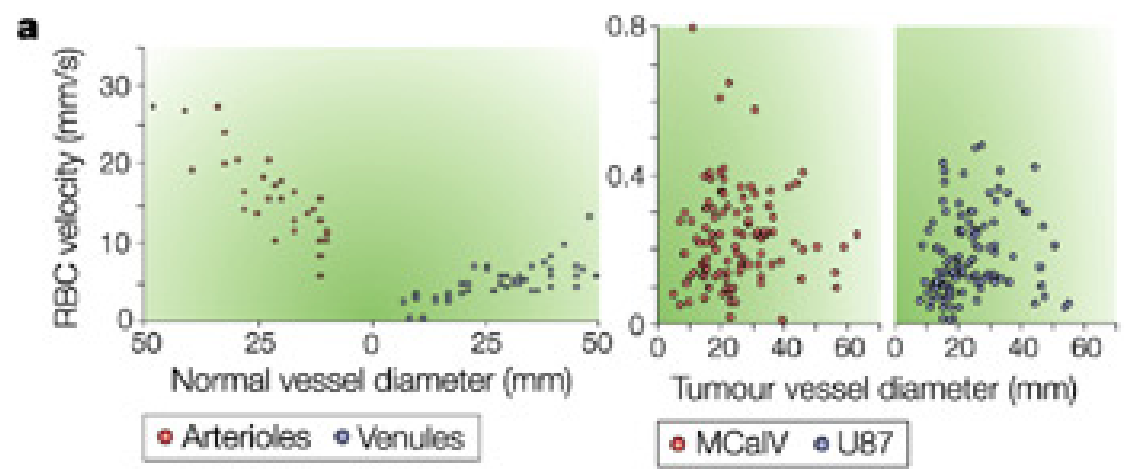 a
RBC velocity (mm/s)
30
20
10
0
50 25 0 25 50
Normal vessel diameter (mm)
Arterioles Venules
0.8
0.4
0
0 20 40 60 0 20 40 60
Tumour vessel diameter (mm)
MCaIV U87